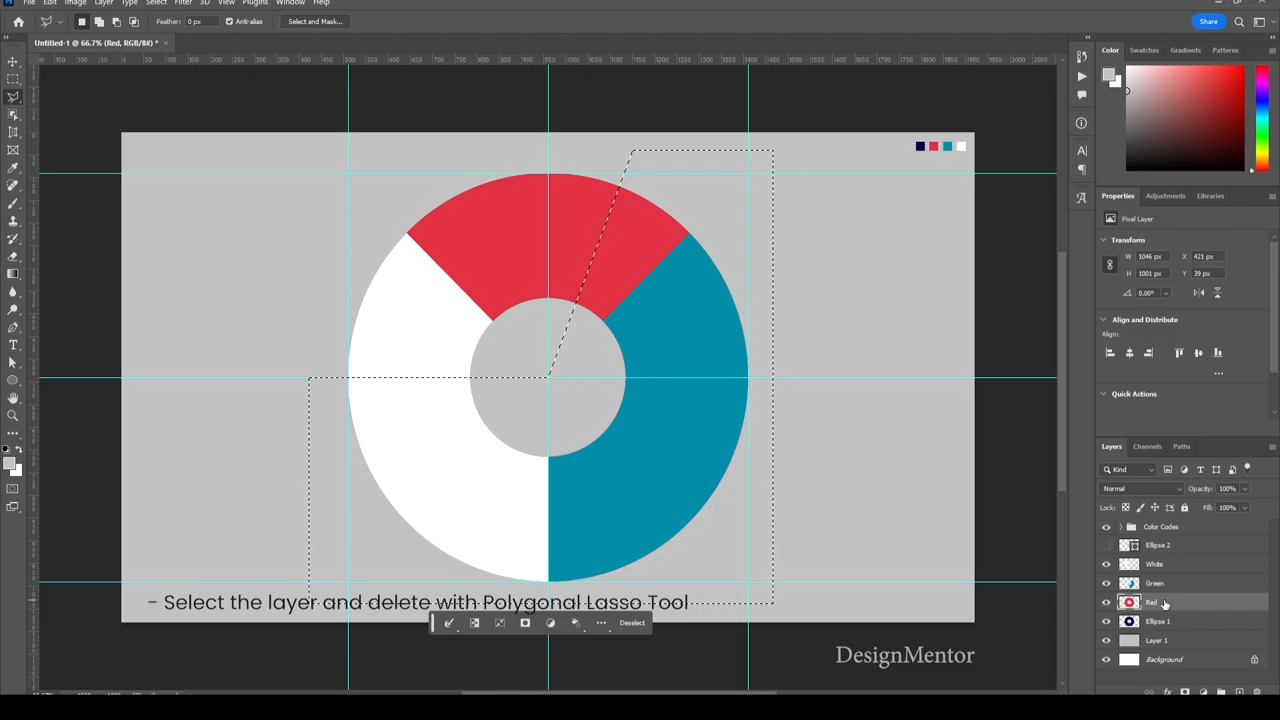 File Edit Image Layer Type Select Filter 3D View Plugins Window Help
Feather: 0 px Anti-alias Select and Mask... Share
Untitled-1 @ 66.7% (Red, RGB/8#) * ×
Color Swatches Gradients Patterns
Properties Adjustments Libraries
Pixel Layer
Transform
W 1046 px X 421 px
H 1001 px Y 39 px
0.00°
Align and Distribute
Align:
Quick Actions
Layers Channels Paths
Kind
Normal Opacity: 100%
Lock: Fill: 100%
Color Codes
Ellipse 2
White
Green
Red
Ellipse 1
Layer 1
Background
- Select the layer and delete with Polygonal Lasso Tool
Deselect
DesignMentor